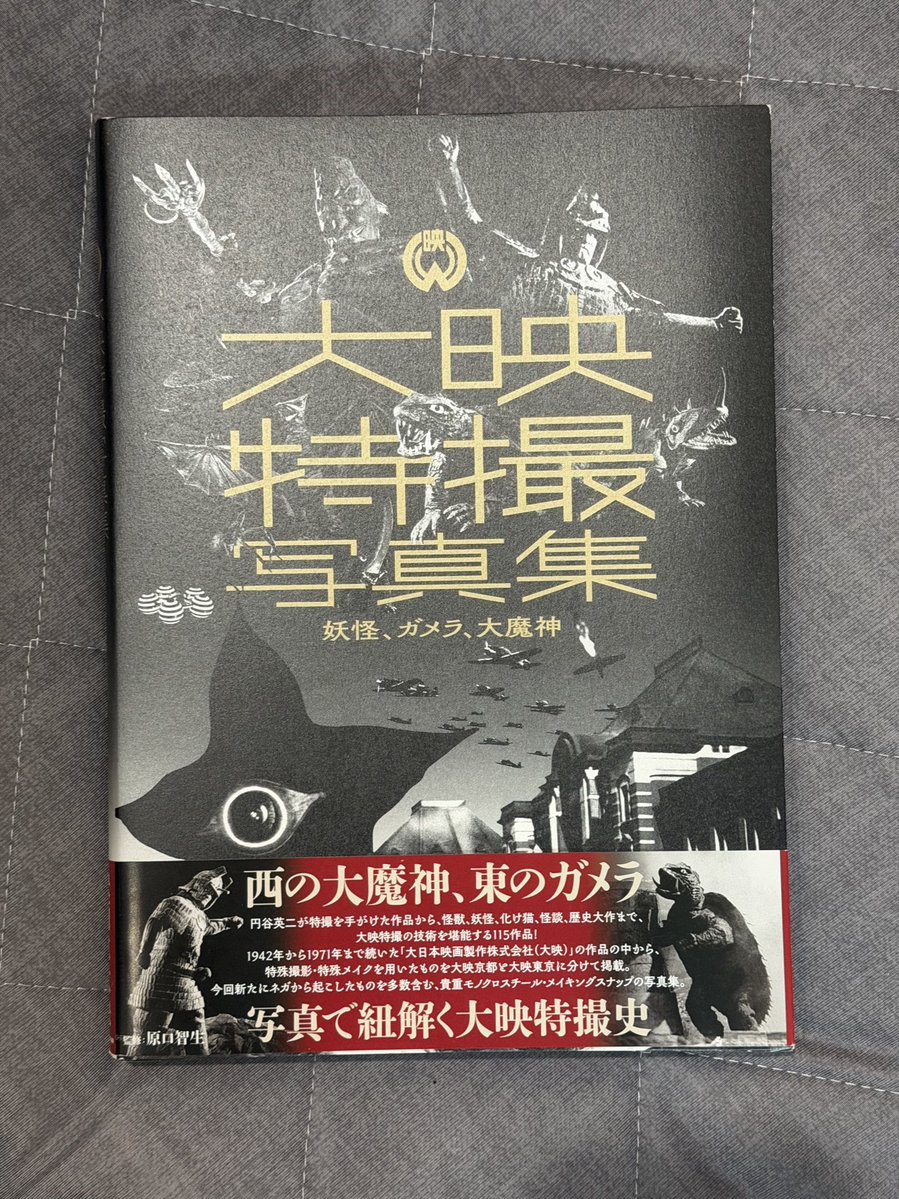 映
大映
特撮
写真集
妖怪、ガメラ、大魔神
西の大魔神、東のガメラ
円谷英二が特撮を手がけた作品から、怪獣、妖怪、化け猫、怪談、歴史大作まで、
大映特撮の技術を堪能する115作品!
1942年から1971年まで続いた「大日本映画製作株式会社(大映)」の作品の中から、
特殊撮影・特殊メイクを用いたものを大映京都と大映東京に分けて掲載。
今回新たにネガから起こしたものを多数含む、貴重モノクロスチール・メイキングスナップの写真集。
写真で紐解く大映特撮史
監修:原口智生